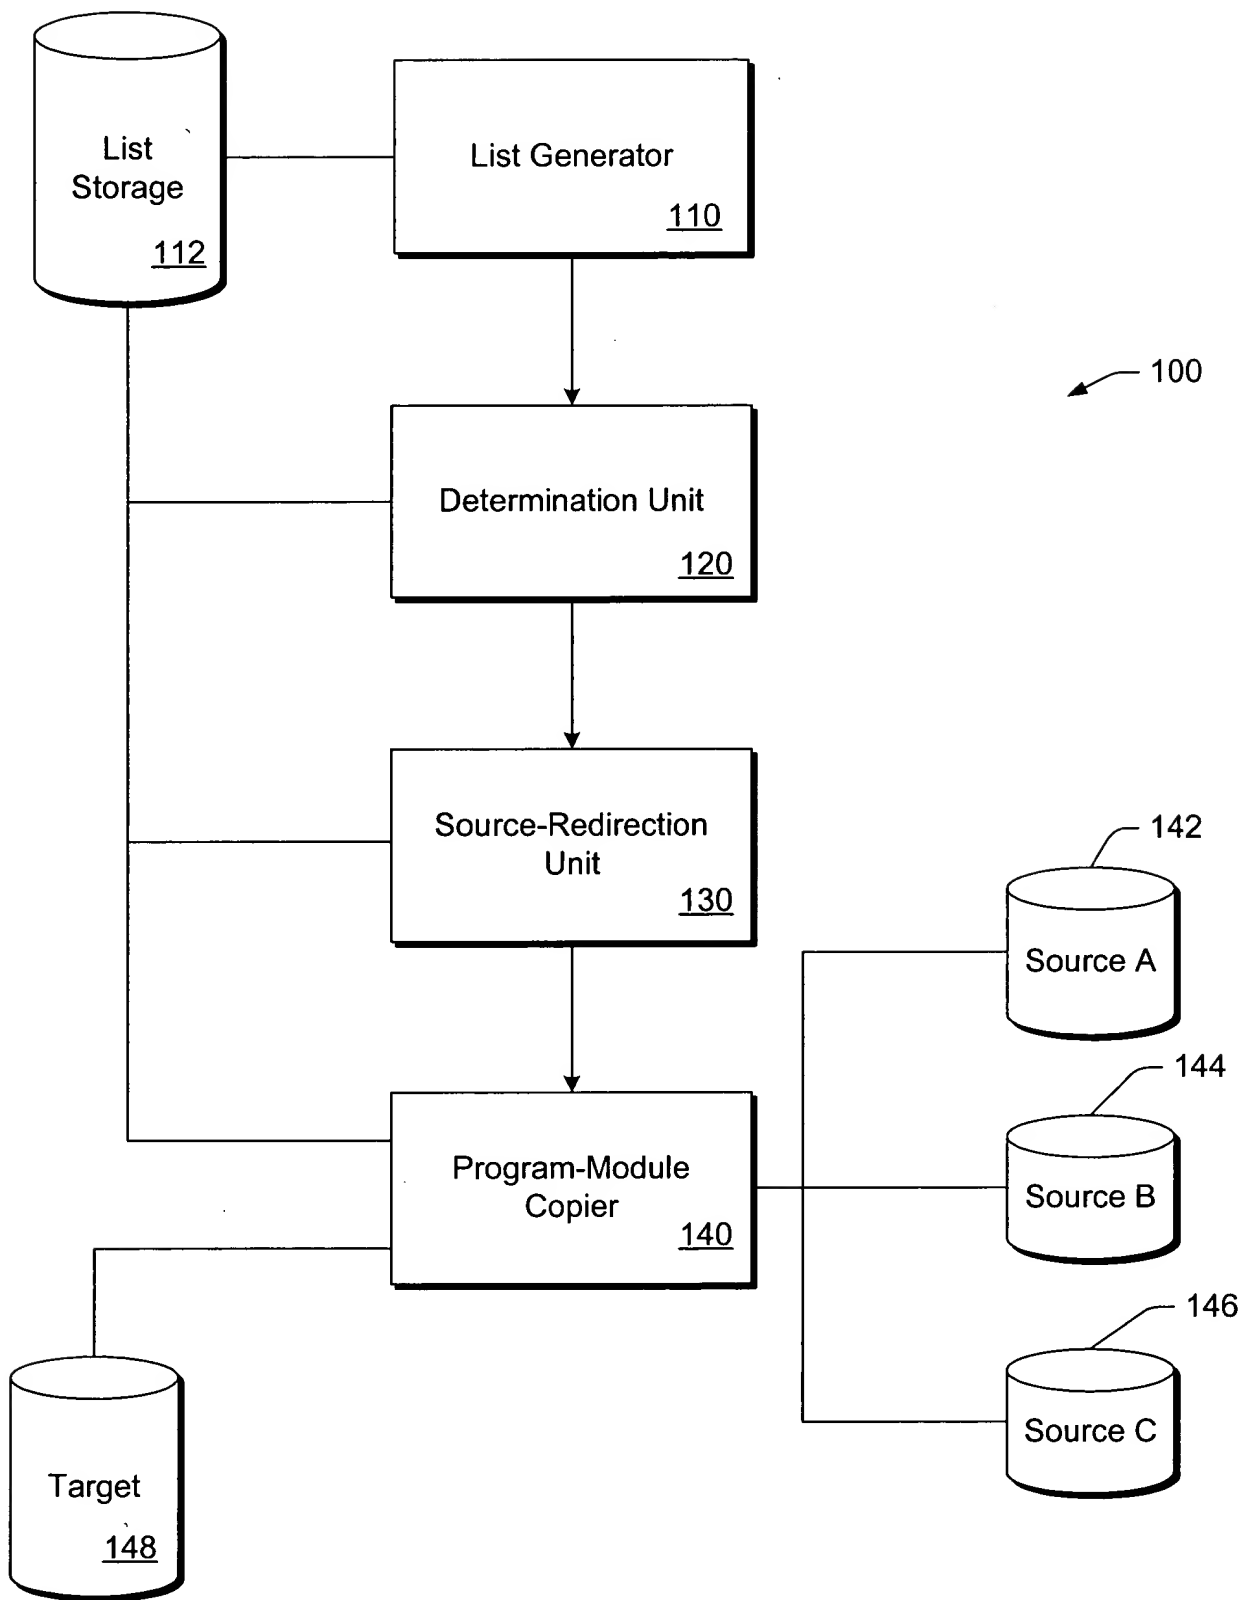 List
Storage
112
List Generator
110
100
Determination Unit
120
Source-Redirection
Unit
130
142
Source A
144
Source B
Program-Module
Copier
140
146
Source C
Target
148